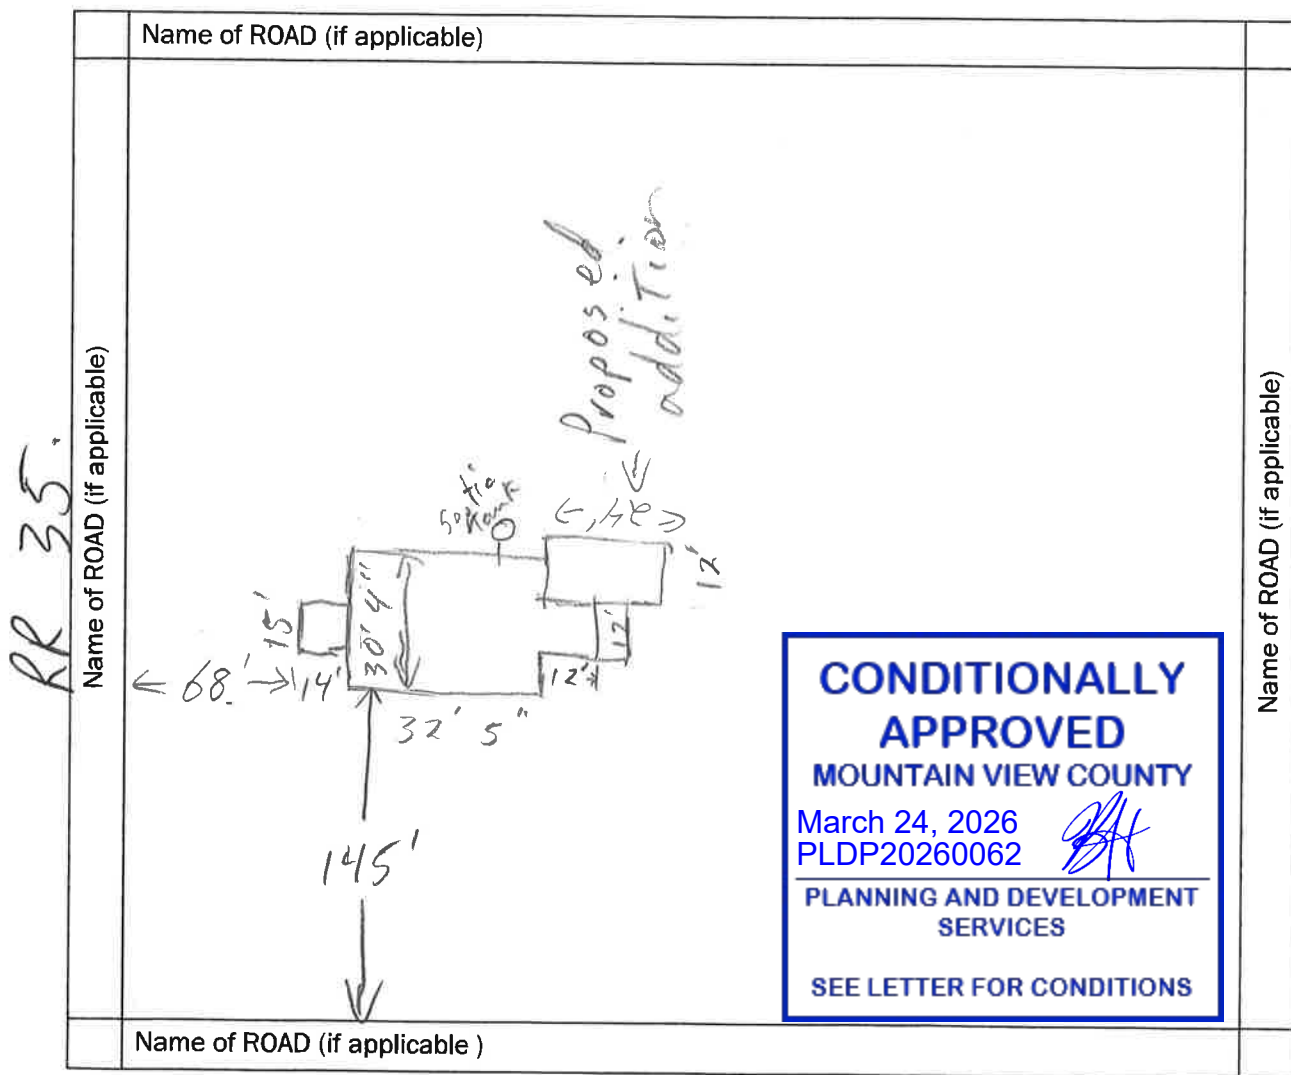 Name of ROAD (if applicable)
Name of ROAD (if applicable)
RR 35.
Name of ROAD (if applicable)
Proposed
addition
24'
12'
15'
30' 4"
12'
← 68' →
14'
12'
32' 5"
145'
CONDITIONALLY
APPROVED
MOUNTAIN VIEW COUNTY
March 24, 2026
PLDP20260062
PLANNING AND DEVELOPMENT
SERVICES
SEE LETTER FOR CONDITIONS
Name of ROAD (if applicable )